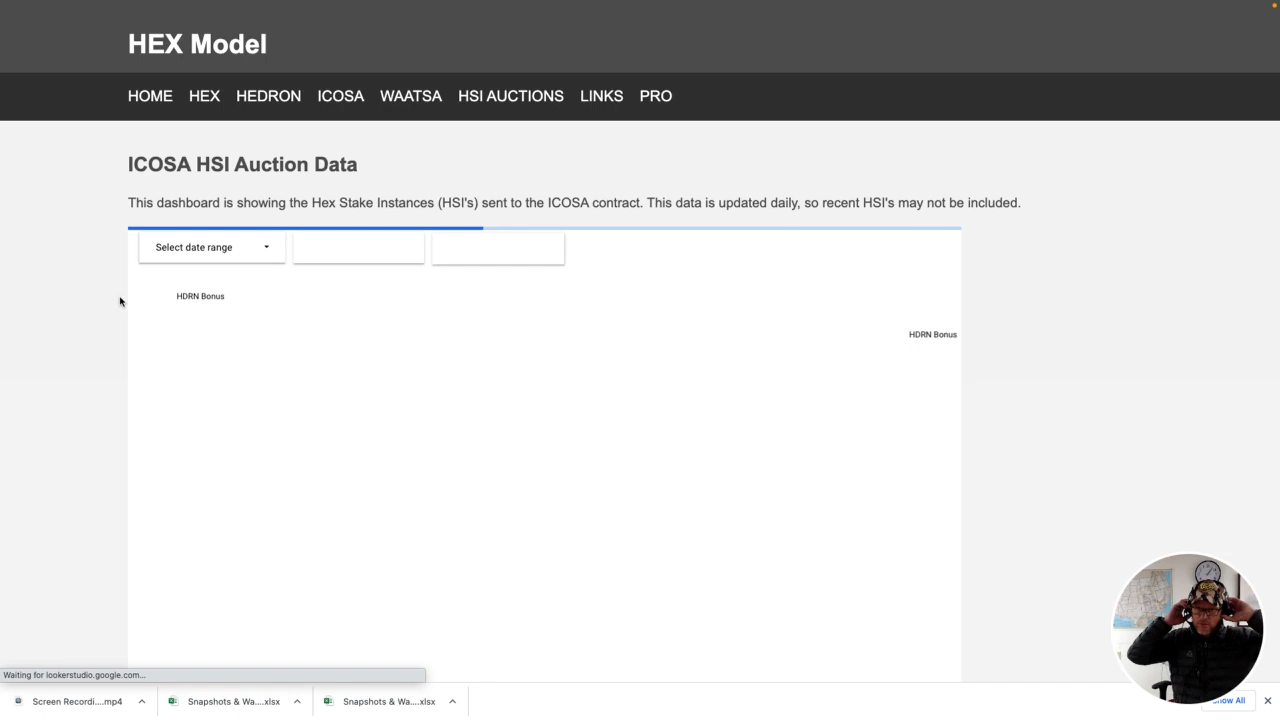 HEX Model
HOME HEX HEDRON ICOSA WAATSA HSI AUCTIONS LINKS PRO
ICOSA HSI Auction Data
This dashboard is showing the Hex Stake Instances (HSI's) sent to the ICOSA contract. This data is updated daily, so recent HSI's may not be included.
Select date range
HDRN Bonus
HDRN Bonus
Waiting for lookerstudio.google.com...
Screen Recordi....mp4 Snapshots & Wa....xlsx Snapshots & Wa....xlsx Show All